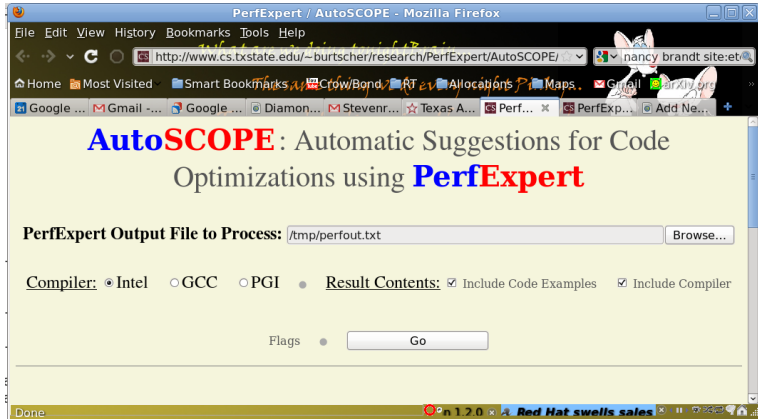 PerfExpert / AutoSCOPE - Mozilla Firefox
File Edit View History Bookmarks Tools Help
http://www.cs.txstate.edu/~burtscher/research/PerfExpert/AutoSCOPE/ nancy brandt site:et
Home Most Visited Smart Bookmarks Crow/Bond RT Allocations Maps Gmail arXiv.org »
Google ... Gmail -... Google ... Diamon... Stevenr... Texas A... Perf... PerfExp... Add Ne...
AutoSCOPE: Automatic Suggestions for Code
Optimizations using PerfExpert
PerfExpert Output File to Process: /tmp/perfout.txt Browse...
Compiler: Intel GCC PGI Result Contents: Include Code Examples Include Compiler
Flags Go
Done n 1.2.0 Red Hat swells sales